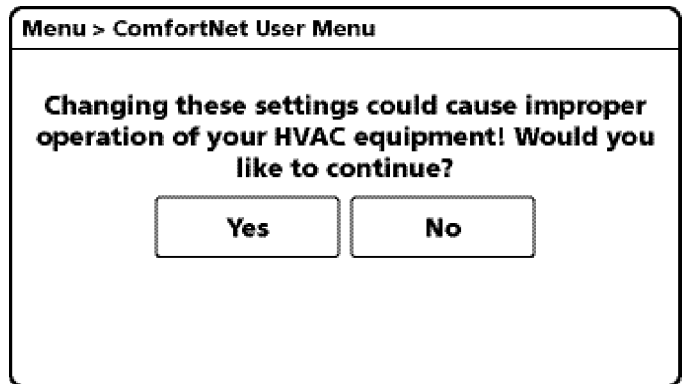 Menu > ComfortNet User Menu
Changing these settings could cause improper
operation of your HVAC equipment! Would you
like to continue?
Yes No